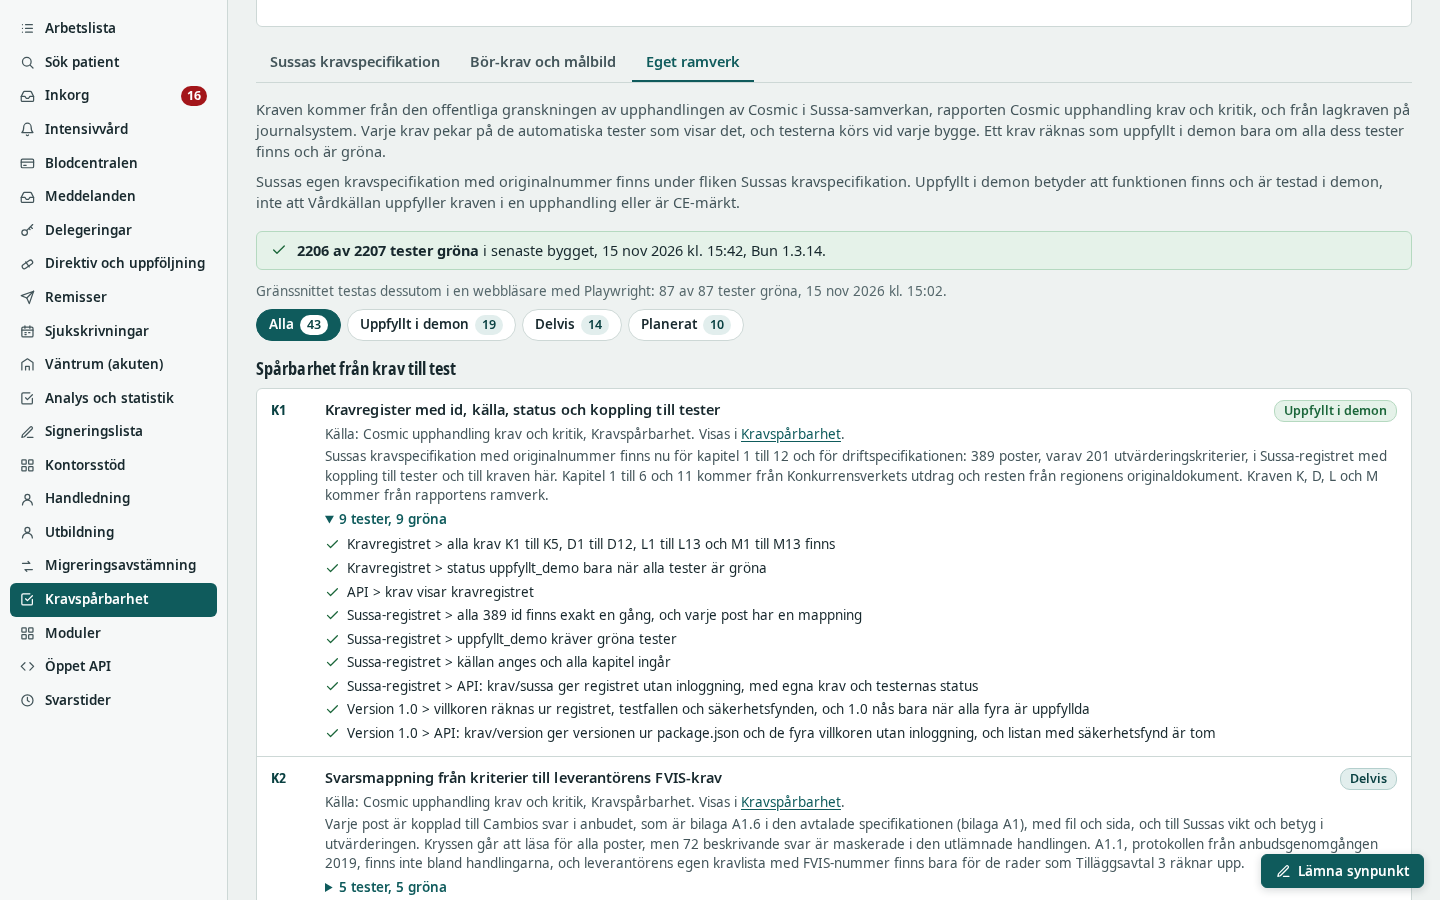 Arbetslista
Sök patient
Inkorg 16
Intensivvård
Blodcentralen
Meddelanden
Delegeringar
Direktiv och uppföljning
Remisser
Sjukskrivningar
Väntrum (akuten)
Analys och statistik
Signeringslista
Kontorsstöd
Handledning
Utbildning
Migreringsavstämning
Kravspårbarhet
Moduler
Öppet API
Svarstider
Sussas kravspecifikation Bör-krav och målbild Eget ramverk
Kraven kommer från den offentliga granskningen av upphandlingen av Cosmic i Sussa-samverkan, rapporten Cosmic upphandling krav och kritik, och från lagkraven på
journalsystem. Varje krav pekar på de automatiska tester som visar det, och testerna körs vid varje bygge. Ett krav räknas som uppfyllt i demon bara om alla dess tester
finns och är gröna.
Sussas egen kravspecifikation med originalnummer finns under fliken Sussas kravspecifikation. Uppfyllt i demon betyder att funktionen finns och är testad i demon,
inte att Vårdkällan uppfyller kraven i en upphandling eller är CE-märkt.
2206 av 2207 tester gröna i senaste bygget, 15 nov 2026 kl. 15:42, Bun 1.3.14.
Gränssnittet testas dessutom i en webbläsare med Playwright: 87 av 87 tester gröna, 15 nov 2026 kl. 15:02.
Alla 43 Uppfyllt i demon 19 Delvis 14 Planerat 10
Spårbarhet från krav till test
K1 Kravregister med id, källa, status och koppling till tester Uppfyllt i demon
Källa: Cosmic upphandling krav och kritik, Kravspårbarhet. Visas i Kravspårbarhet.
Sussas kravspecifikation med originalnummer finns nu för kapitel 1 till 12 och för driftspecifikationen: 389 poster, varav 201 utvärderingskriterier, i Sussa-registret med
koppling till tester och till kraven här. Kapitel 1 till 6 och 11 kommer från Konkurrensverkets utdrag och resten från regionens originaldokument. Kraven K, D, L och M
kommer från rapportens ramverk.
9 tester, 9 gröna
Kravregistret > alla krav K1 till K5, D1 till D12, L1 till L13 och M1 till M13 finns
Kravregistret > status uppfyllt_demo bara när alla tester är gröna
API > krav visar kravregistret
Sussa-registret > alla 389 id finns exakt en gång, och varje post har en mappning
Sussa-registret > uppfyllt_demo kräver gröna tester
Sussa-registret > källan anges och alla kapitel ingår
Sussa-registret > API: krav/sussa ger registret utan inloggning, med egna krav och testernas status
Version 1.0 > villkoren räknas ur registret, testfallen och säkerhetsfynden, och 1.0 nås bara när alla fyra är uppfyllda
Version 1.0 > API: krav/version ger versionen ur package.json och de fyra villkoren utan inloggning, och listan med säkerhetsfynd är tom
K2 Svarsmappning från kriterier till leverantörens FVIS-krav Delvis
Källa: Cosmic upphandling krav och kritik, Kravspårbarhet. Visas i Kravspårbarhet.
Varje post är kopplad till Cambios svar i anbudet, som är bilaga A1.6 i den avtalade specifikationen (bilaga A1), med fil och sida, och till Sussas vikt och betyg i
utvärderingen. Kryssen går att läsa för alla poster, men 72 beskrivande svar är maskerade i den utlämnade handlingen. A1.1, protokollen från anbudsgenomgången
2019, finns inte bland handlingarna, och leverantörens egen kravlista med FVIS-nummer finns bara för de rader som Tilläggsavtal 3 räknar upp.
5 tester, 5 gröna
Lämna synpunkt